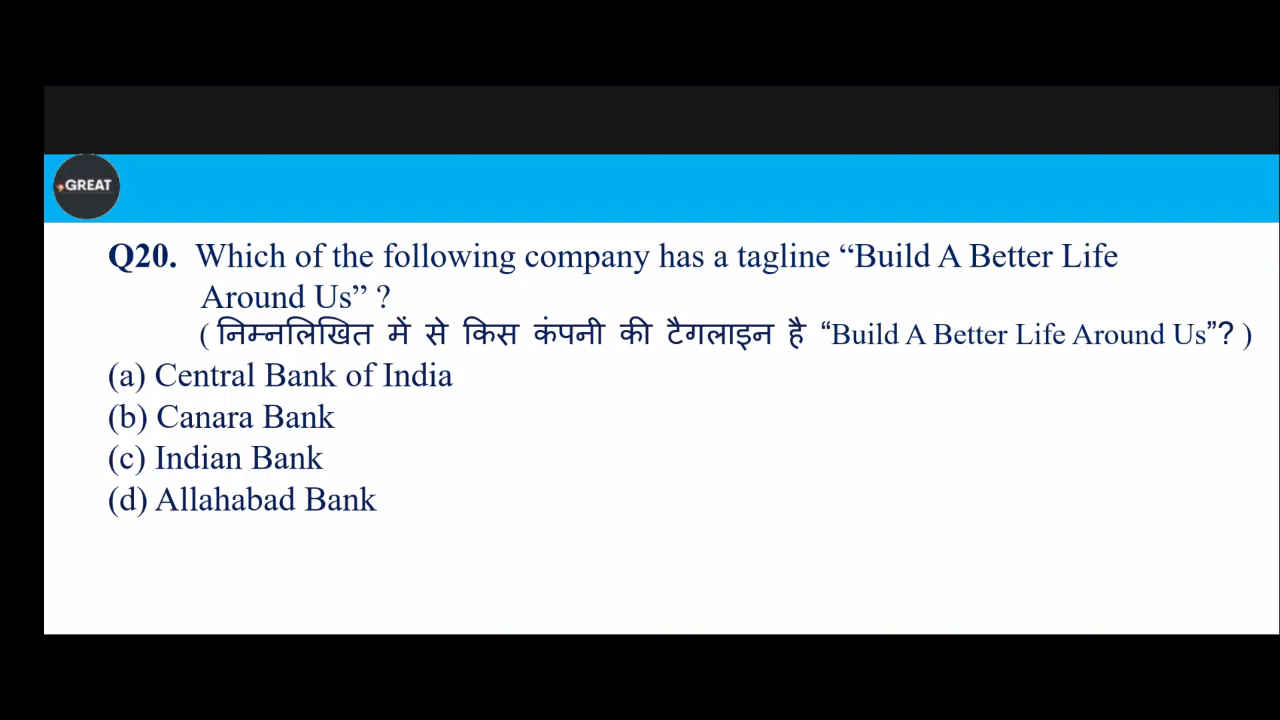 GREAT
Q20. Which of the following company has a tagline “Build A Better Life
Around Us” ?
( निम्नलिखित में से किस कंपनी की टैगलाइन है “Build A Better Life Around Us”? )
(a) Central Bank of India
(b) Canara Bank
(c) Indian Bank
(d) Allahabad Bank